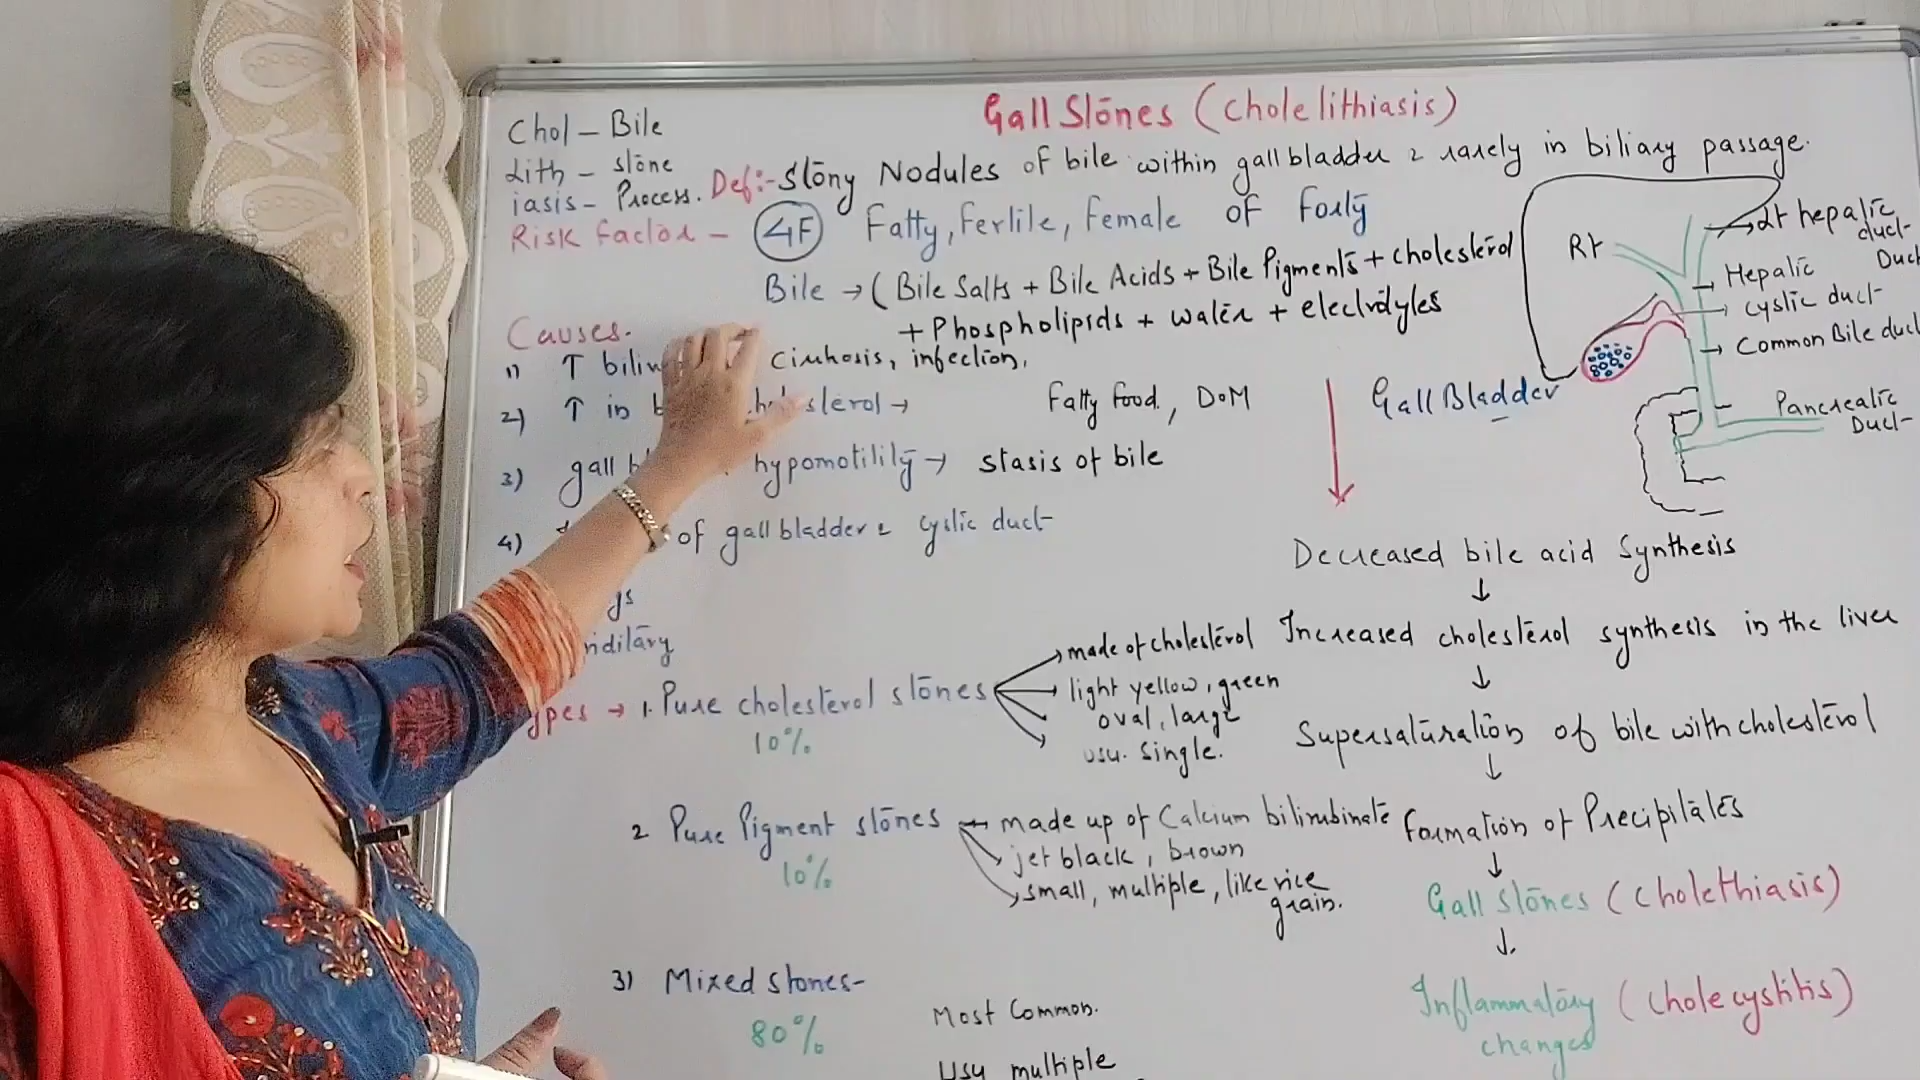 Gall Stones (Cholelithiasis)
Chol - Bile
Lith - stone
iasis - Process.
Def:- Stony Nodules of bile within gall bladder & rarely in biliary passage.
Risk factor - 4F Fatty, Fertile, Female of Forty
Bile → ( Bile Salts + Bile Acids + Bile Pigments + cholesterol
+ Phospholipids + water + electrolytes
Causes.
1) ↑ cirrhosis, infection,
2) ↑ in → Fatty food, DOM
3) gall hypomotility → stasis of bile
4) of gall bladder & cystic duct
Types → 1. Pure cholesterol stones
10%
made of cholesterol
light yellow, green
oval, large
usu. single.
2 Pure Pigment stones
10%
made up of Calcium bilirubinate
jet black, brown
small, multiple, like rice
grain.
3) Mixed stones-
80%
Most Common.
Usu multiple
Rt
Lt hepatic
duct
Hepatic Duct
cystic duct
Common Bile duct
Pancreatic
Duct
Gall Bladder
Decreased bile acid synthesis
↓
Increased cholesterol synthesis in the liver
↓
Supersaturation of bile with cholesterol
↓
Formation of Precipitates
↓
Gall stones (cholethiasis)
↓
Inflammatory (cholecystitis)
changes